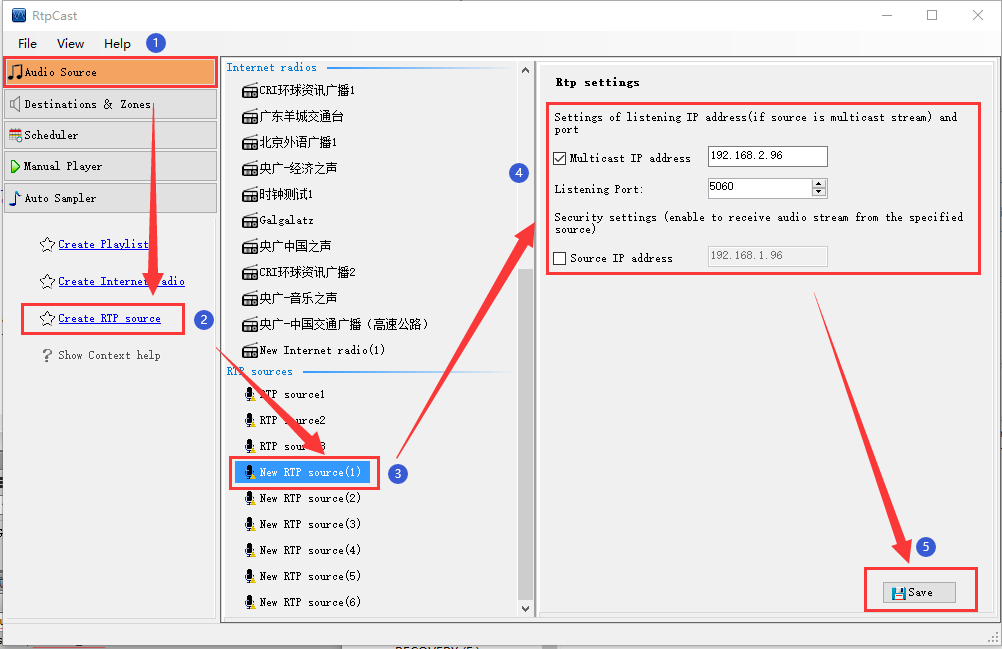 RtpCast
File View Help 1
Audio Source
Destinations & Zones
Scheduler
Manual Player
Auto Sampler
Create Playlist
Create Internet radio
Create RTP source 2
? Show Context help
Internet radios
CRI环球资讯广播1
广东羊城交通台
北京外语广播1
央广-经济之声
时钟测试1
Galgalatz
央广中国之声
CRI环球资讯广播2
央广-音乐之声
央广-中国交通广播（高速公路）
New Internet radio(1)
RTP sources
RTP source1
RTP source2
RTP source3
New RTP source(1) 3
New RTP source(2)
New RTP source(3)
New RTP source(4)
New RTP source(5)
New RTP source(6)
4
Rtp settings
Settings of listening IP address(if source is multicast stream) and
port
Multicast IP address 192.168.2.96
Listening Port: 5060
Security settings (enable to receive audio stream from the specified
source)
Source IP address 192.168.1.96
5
Save